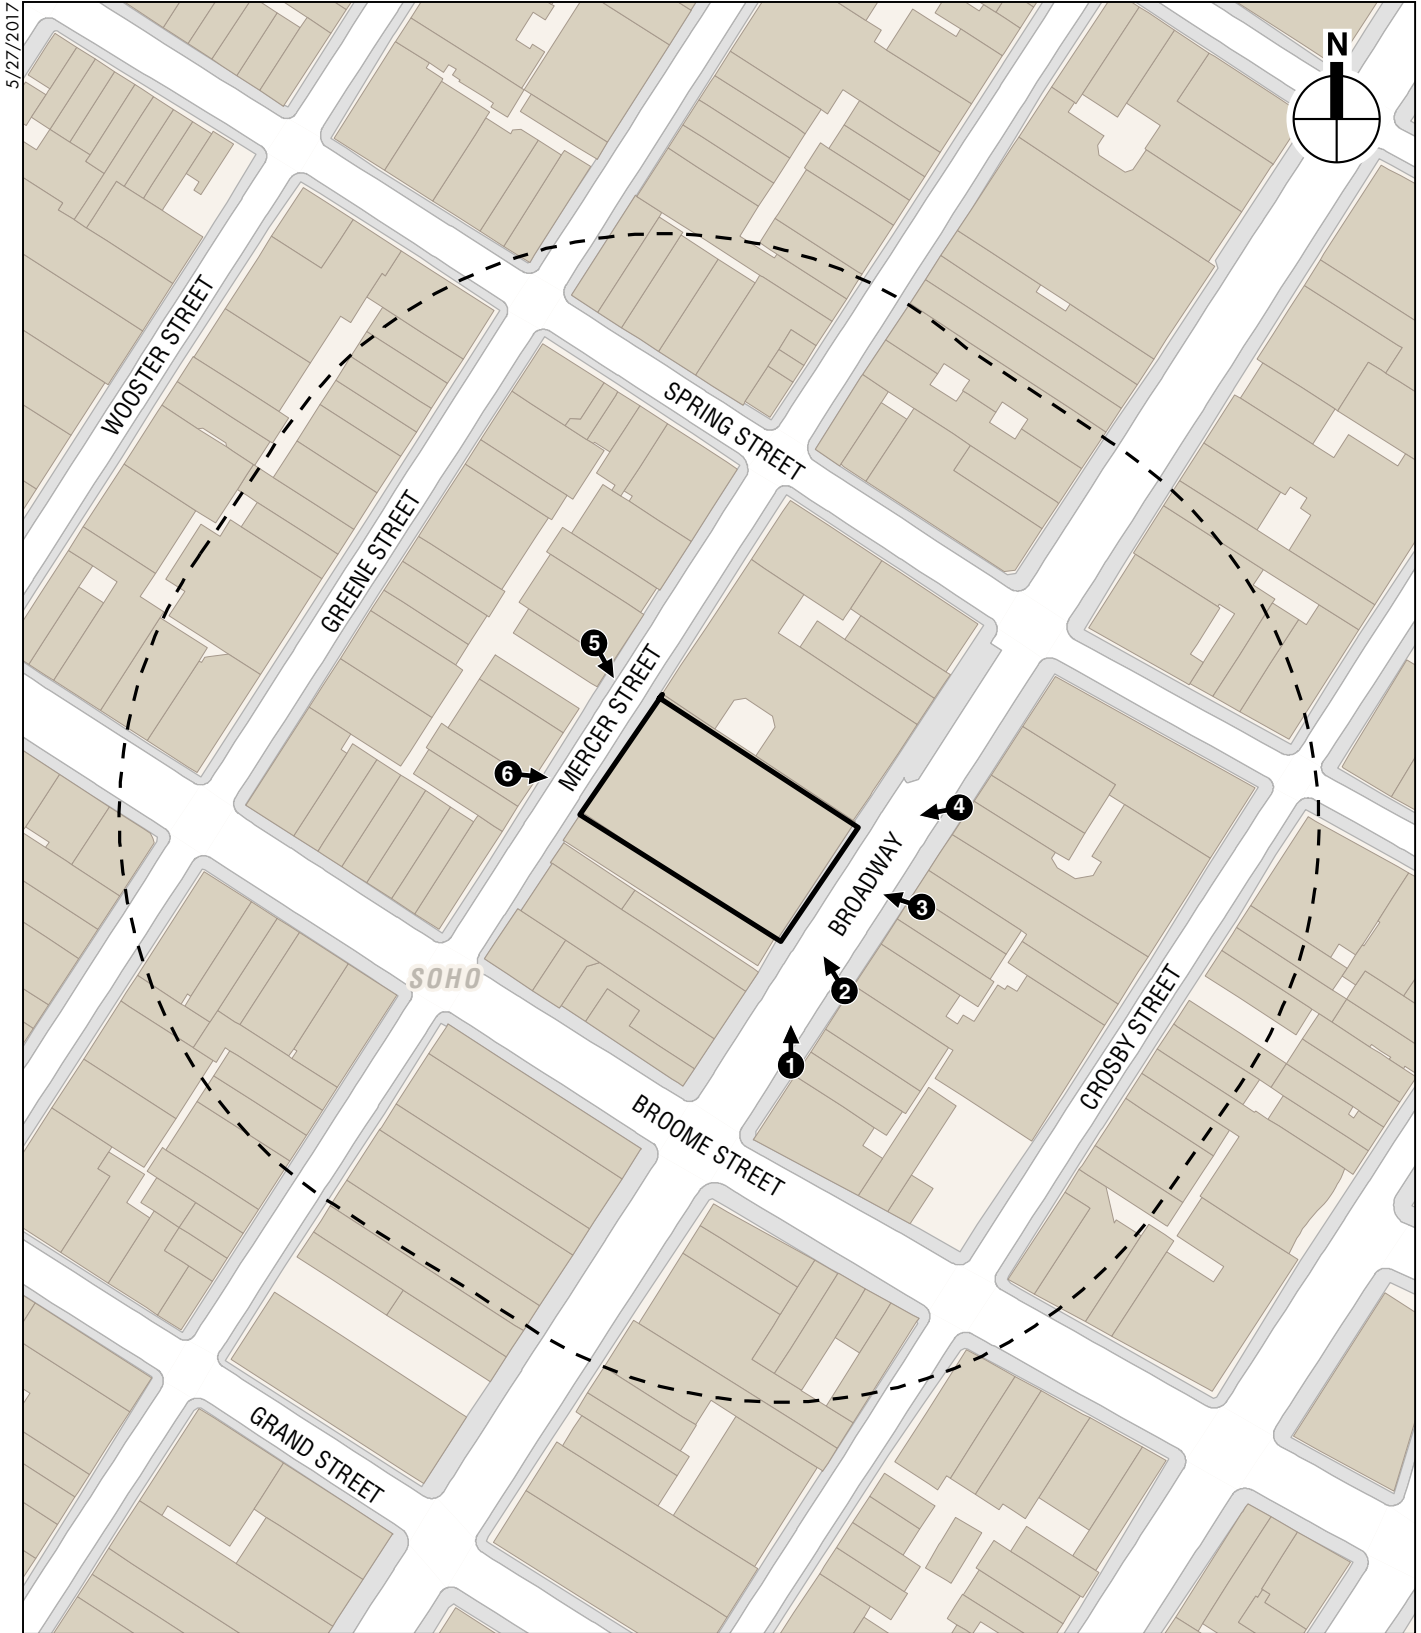 5/27/2017
N
WOOSTER STREET
SPRING STREET
GREENE STREET
5
MERCER STREET
6
4
BROADWAY
3
SOHO
2
CROSBY STREET
1
BROOME STREET
GRAND STREET